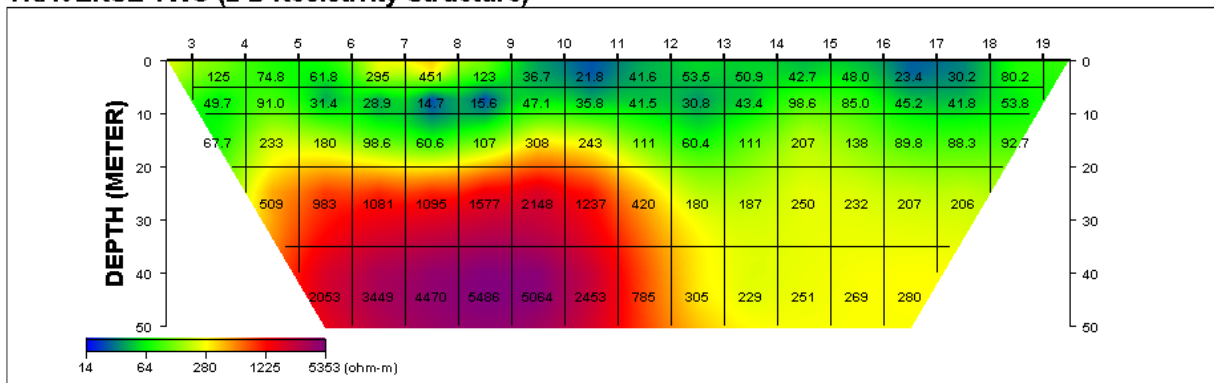 3 4 5 6 7 8 9 10 11 12 13 14 15 16 17 18 19
0 125 74.8 61.8 295 451 123 36.7 21.8 41.6 53.5 50.9 42.7 48.0 23.4 30.2 80.2 0
49.7 91.0 31.4 28.9 14.7 15.6 47.1 35.8 41.5 30.8 43.4 98.6 85.0 45.2 41.8 53.8
10 10
67.7 233 180 98.6 60.6 107 308 243 111 60.4 111 207 138 89.8 88.3 92.7
20 20
509 983 1081 1095 1577 2148 1237 420 180 187 250 232 207 206
30 30
40 40
2053 3449 4470 5486 5064 2453 785 305 229 251 269 280
50 50
DEPTH (METER)
14 64 280 1225 5353 (ohm-m)